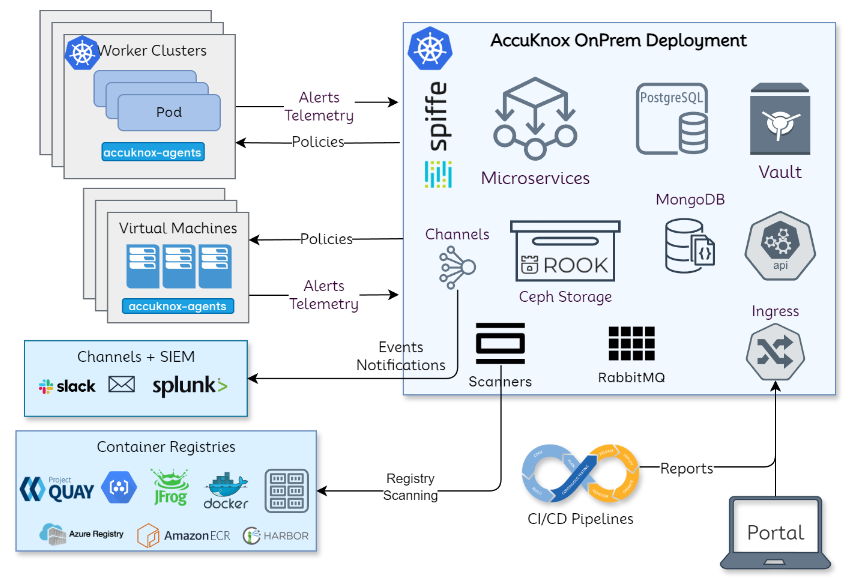 Worker Clusters
Pod
accuknox-agents
Alerts
Telemetry
Policies
Virtual Machines
accuknox-agents
Policies
Alerts
Telemetry
AccuKnox OnPrem Deployment
spiffe
Microservices
PostgreSQL
Vault
MongoDB
Channels
ROOK
Ceph Storage
api
Ingress
Scanners
RabbitMQ
Events
Notifications
Channels + SIEM
slack
splunk>
Container Registries
Project
QUAY
JFrog
docker
Azure Registry
Amazon ECR
HARBOR
Registry
Scanning
CI/CD Pipelines
Reports
Portal